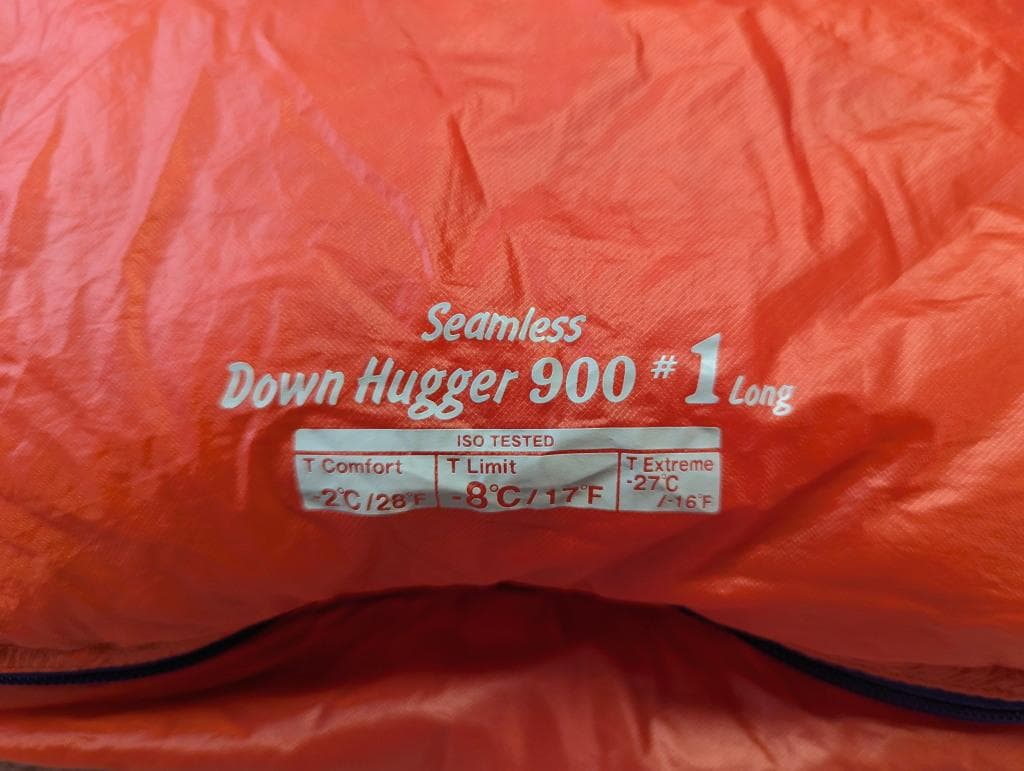 Seamless
Down Hugger 900 #1 Long
ISO TESTED
T Comfort T Limit T Extreme
-2℃/28°F -8℃/17°F -27℃
/-16°F